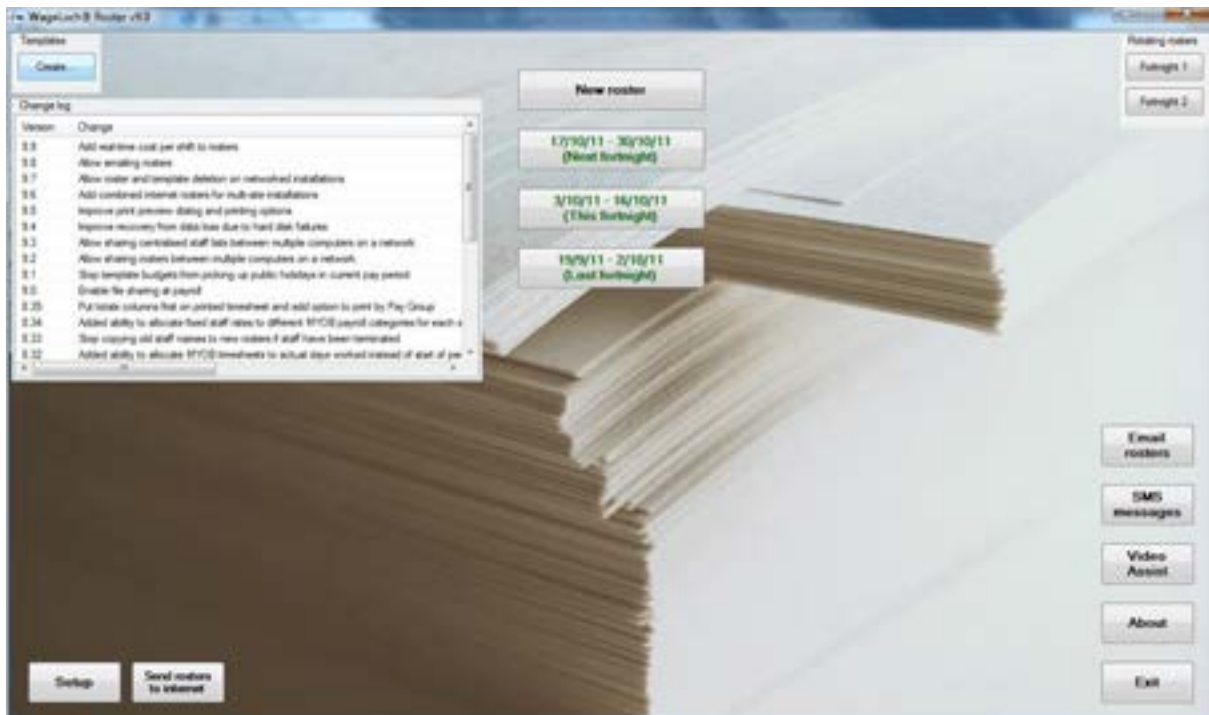 WageLoch® Roster v9.9
Templates
Create...
Change log
Version Change
9.9 Add real-time cost per shift to rosters
9.8 Allow emailing rosters
9.7 Allow roster and template deletion on networked installations
9.6 Add combined internet rosters for multi-site installations
9.5 Improve print preview dialog and printing options
9.4 Improve recovery from data loss due to hard disk failures
9.3 Allow sharing centralised staff lists between multiple computers on a network
9.2 Allow sharing rosters between multiple computers on a network
9.1 Stop template budgets from picking up public holidays in current pay period
9.0 Enable file sharing at payroll
8.35 Put totals columns first on printed timesheet and add option to print by Pay Group
8.34 Added ability to allocate fixed staff rates to different MYOB payroll categories for each
8.33 Stop copying old staff names to new rosters if staff have been terminated
8.32 Added ability to allocate MYOB timesheets to actual days worked instead of start of
New roster
17/10/11 - 30/10/11
(Next fortnight)
3/10/11 - 16/10/11
(This fortnight)
19/9/11 - 2/10/11
(Last fortnight)
Rotating rosters
Fortnight 1
Fortnight 2
Email
rosters
SMS
messages
Video
Assist
About
Exit
Setup
Send rosters
to internet